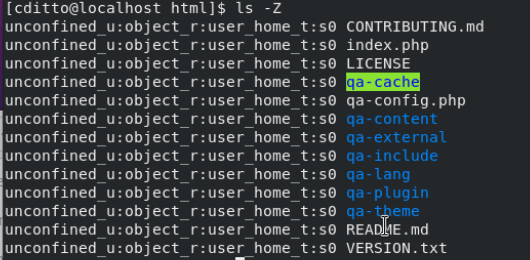 [cditto@localhost html]$ ls -Z
unconfined_u:object_r:user_home_t:s0 CONTRIBUTING.md
unconfined_u:object_r:user_home_t:s0 index.php
unconfined_u:object_r:user_home_t:s0 LICENSE
unconfined_u:object_r:user_home_t:s0 qa-cache
unconfined_u:object_r:user_home_t:s0 qa-config.php
unconfined_u:object_r:user_home_t:s0 qa-content
unconfined_u:object_r:user_home_t:s0 qa-external
unconfined_u:object_r:user_home_t:s0 qa-include
unconfined_u:object_r:user_home_t:s0 qa-lang
unconfined_u:object_r:user_home_t:s0 qa-plugin
unconfined_u:object_r:user_home_t:s0 qa-theme
unconfined_u:object_r:user_home_t:s0 README.md
unconfined_u:object_r:user_home_t:s0 VERSION.txt